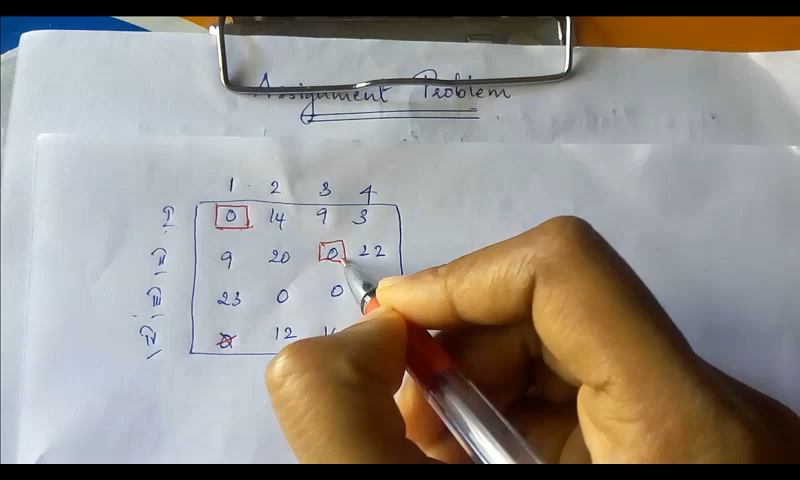 Assignment Problem
1 2 3 4
I 0 14 9 3
II 9 20 0 22
III 23 0 0
IV 0 12